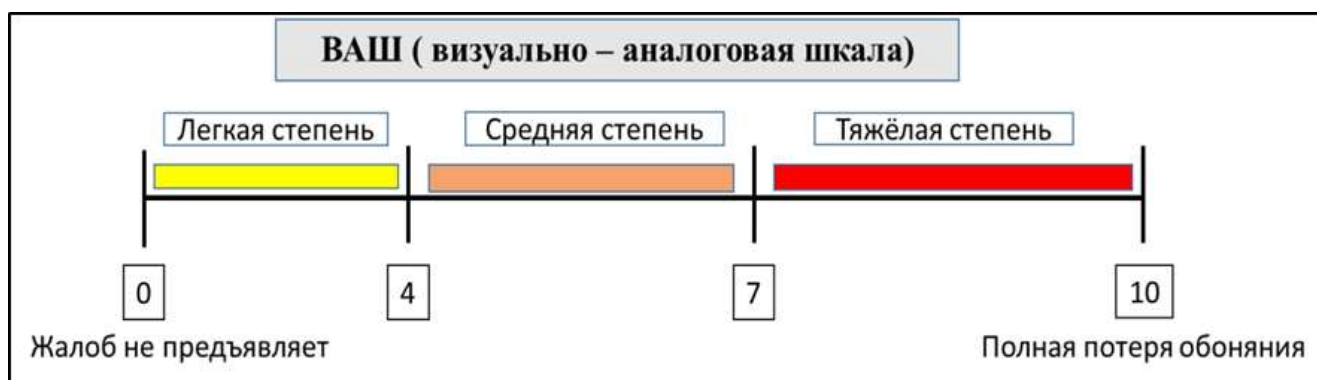 ВАШ ( визуально – аналоговая шкала)
Легкая степень
Средняя степень
Тяжёлая степень
0
4
7
10
Жалоб не предъявляет
Полная потеря обоняния